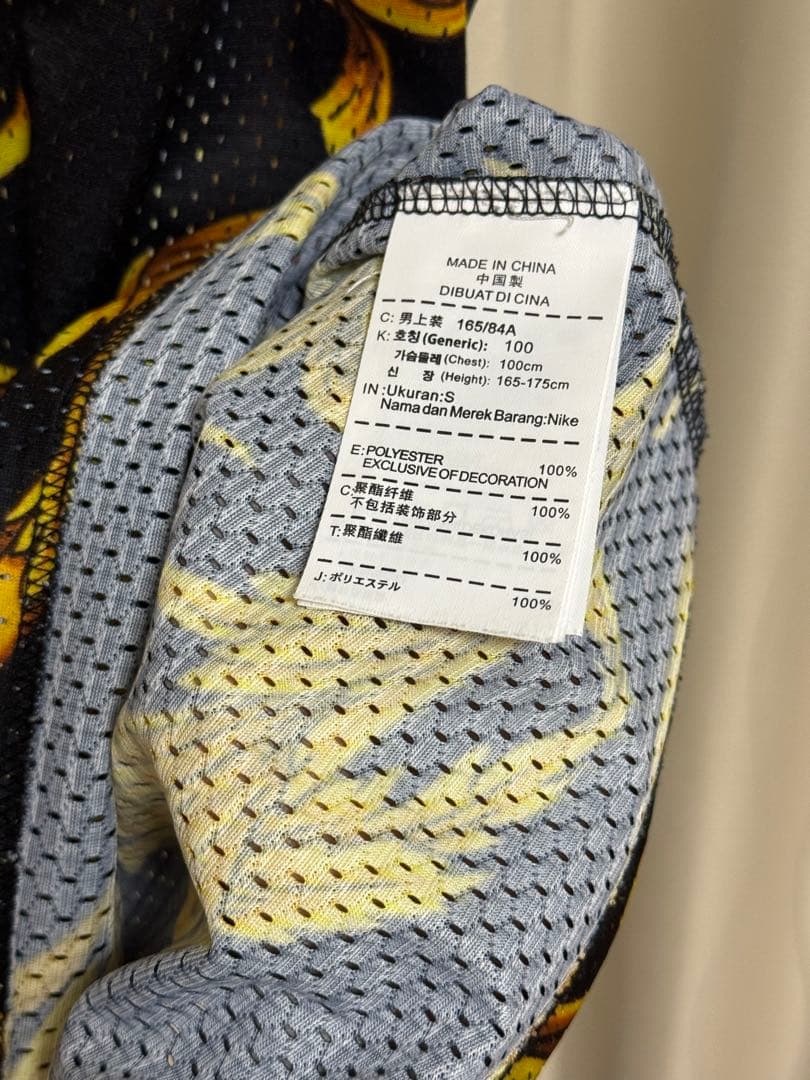 MADE IN CHINA
中国製
DIBUAT DI CINA
C: 男上装 165/84A
K: 호칭(Generic): 100
가슴둘레(Chest): 100cm
신 장 (Height): 165-175cm
IN :Ukuran:S
Nama dan Merek Barang:Nike
E: POLYESTER 100%
EXCLUSIVE OF DECORATION
C:聚酯纤维 100%
不包括装饰部分
T:聚酯纖維 100%
J: ポリエステル 100%